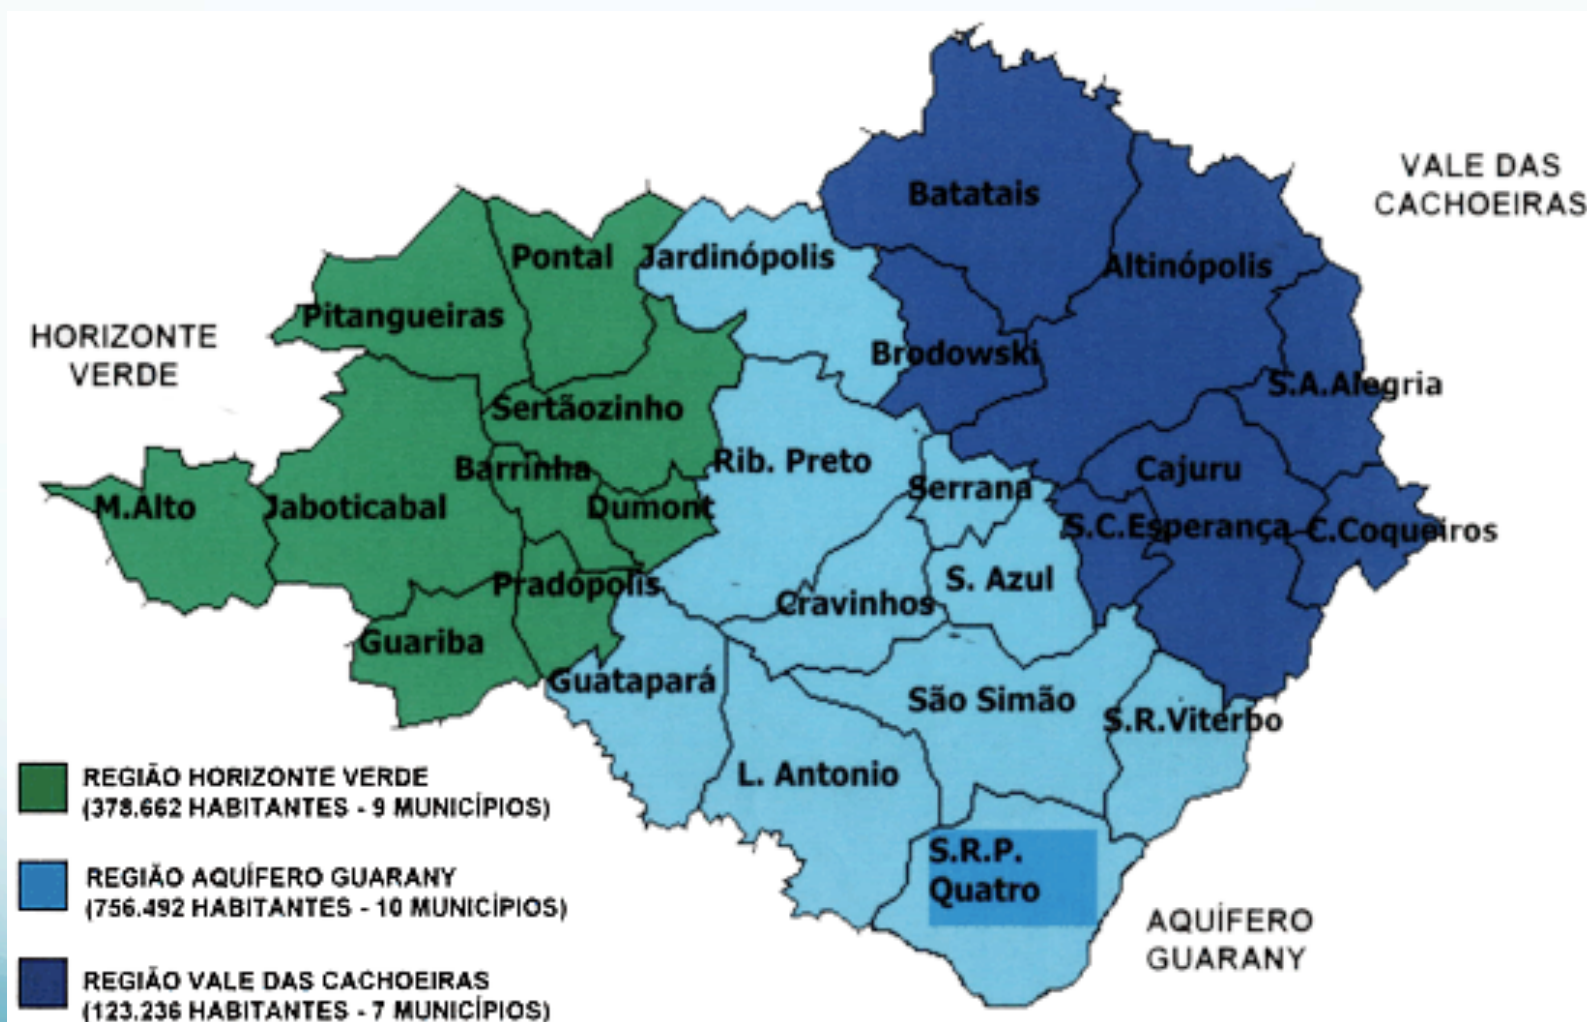 VALE DAS
CACHOEIRAS
Batatais
Pontal
Jardinópolis
Altinópolis
Pitangueiras
HORIZONTE
VERDE
Brodowski
S.A.Alegria
Sertãozinho
Barrinha
Rib. Preto
Cajuru
Serrana
M.Alto
Jaboticabal
Dumont
S.C.Esperança
C.Coqueiros
Pradópolis
S. Azul
Cravinhos
Guariba
Guatapará
São Simão
S.R.Viterbo
L. Antonio
S.R.P.
Quatro
REGIÃO HORIZONTE VERDE
(378.662 HABITANTES - 9 MUNICÍPIOS)
REGIÃO AQUÍFERO GUARANY
(756.492 HABITANTES - 10 MUNICÍPIOS)
REGIÃO VALE DAS CACHOEIRAS
(123.236 HABITANTES - 7 MUNICÍPIOS)
AQUÍFERO
GUARANY